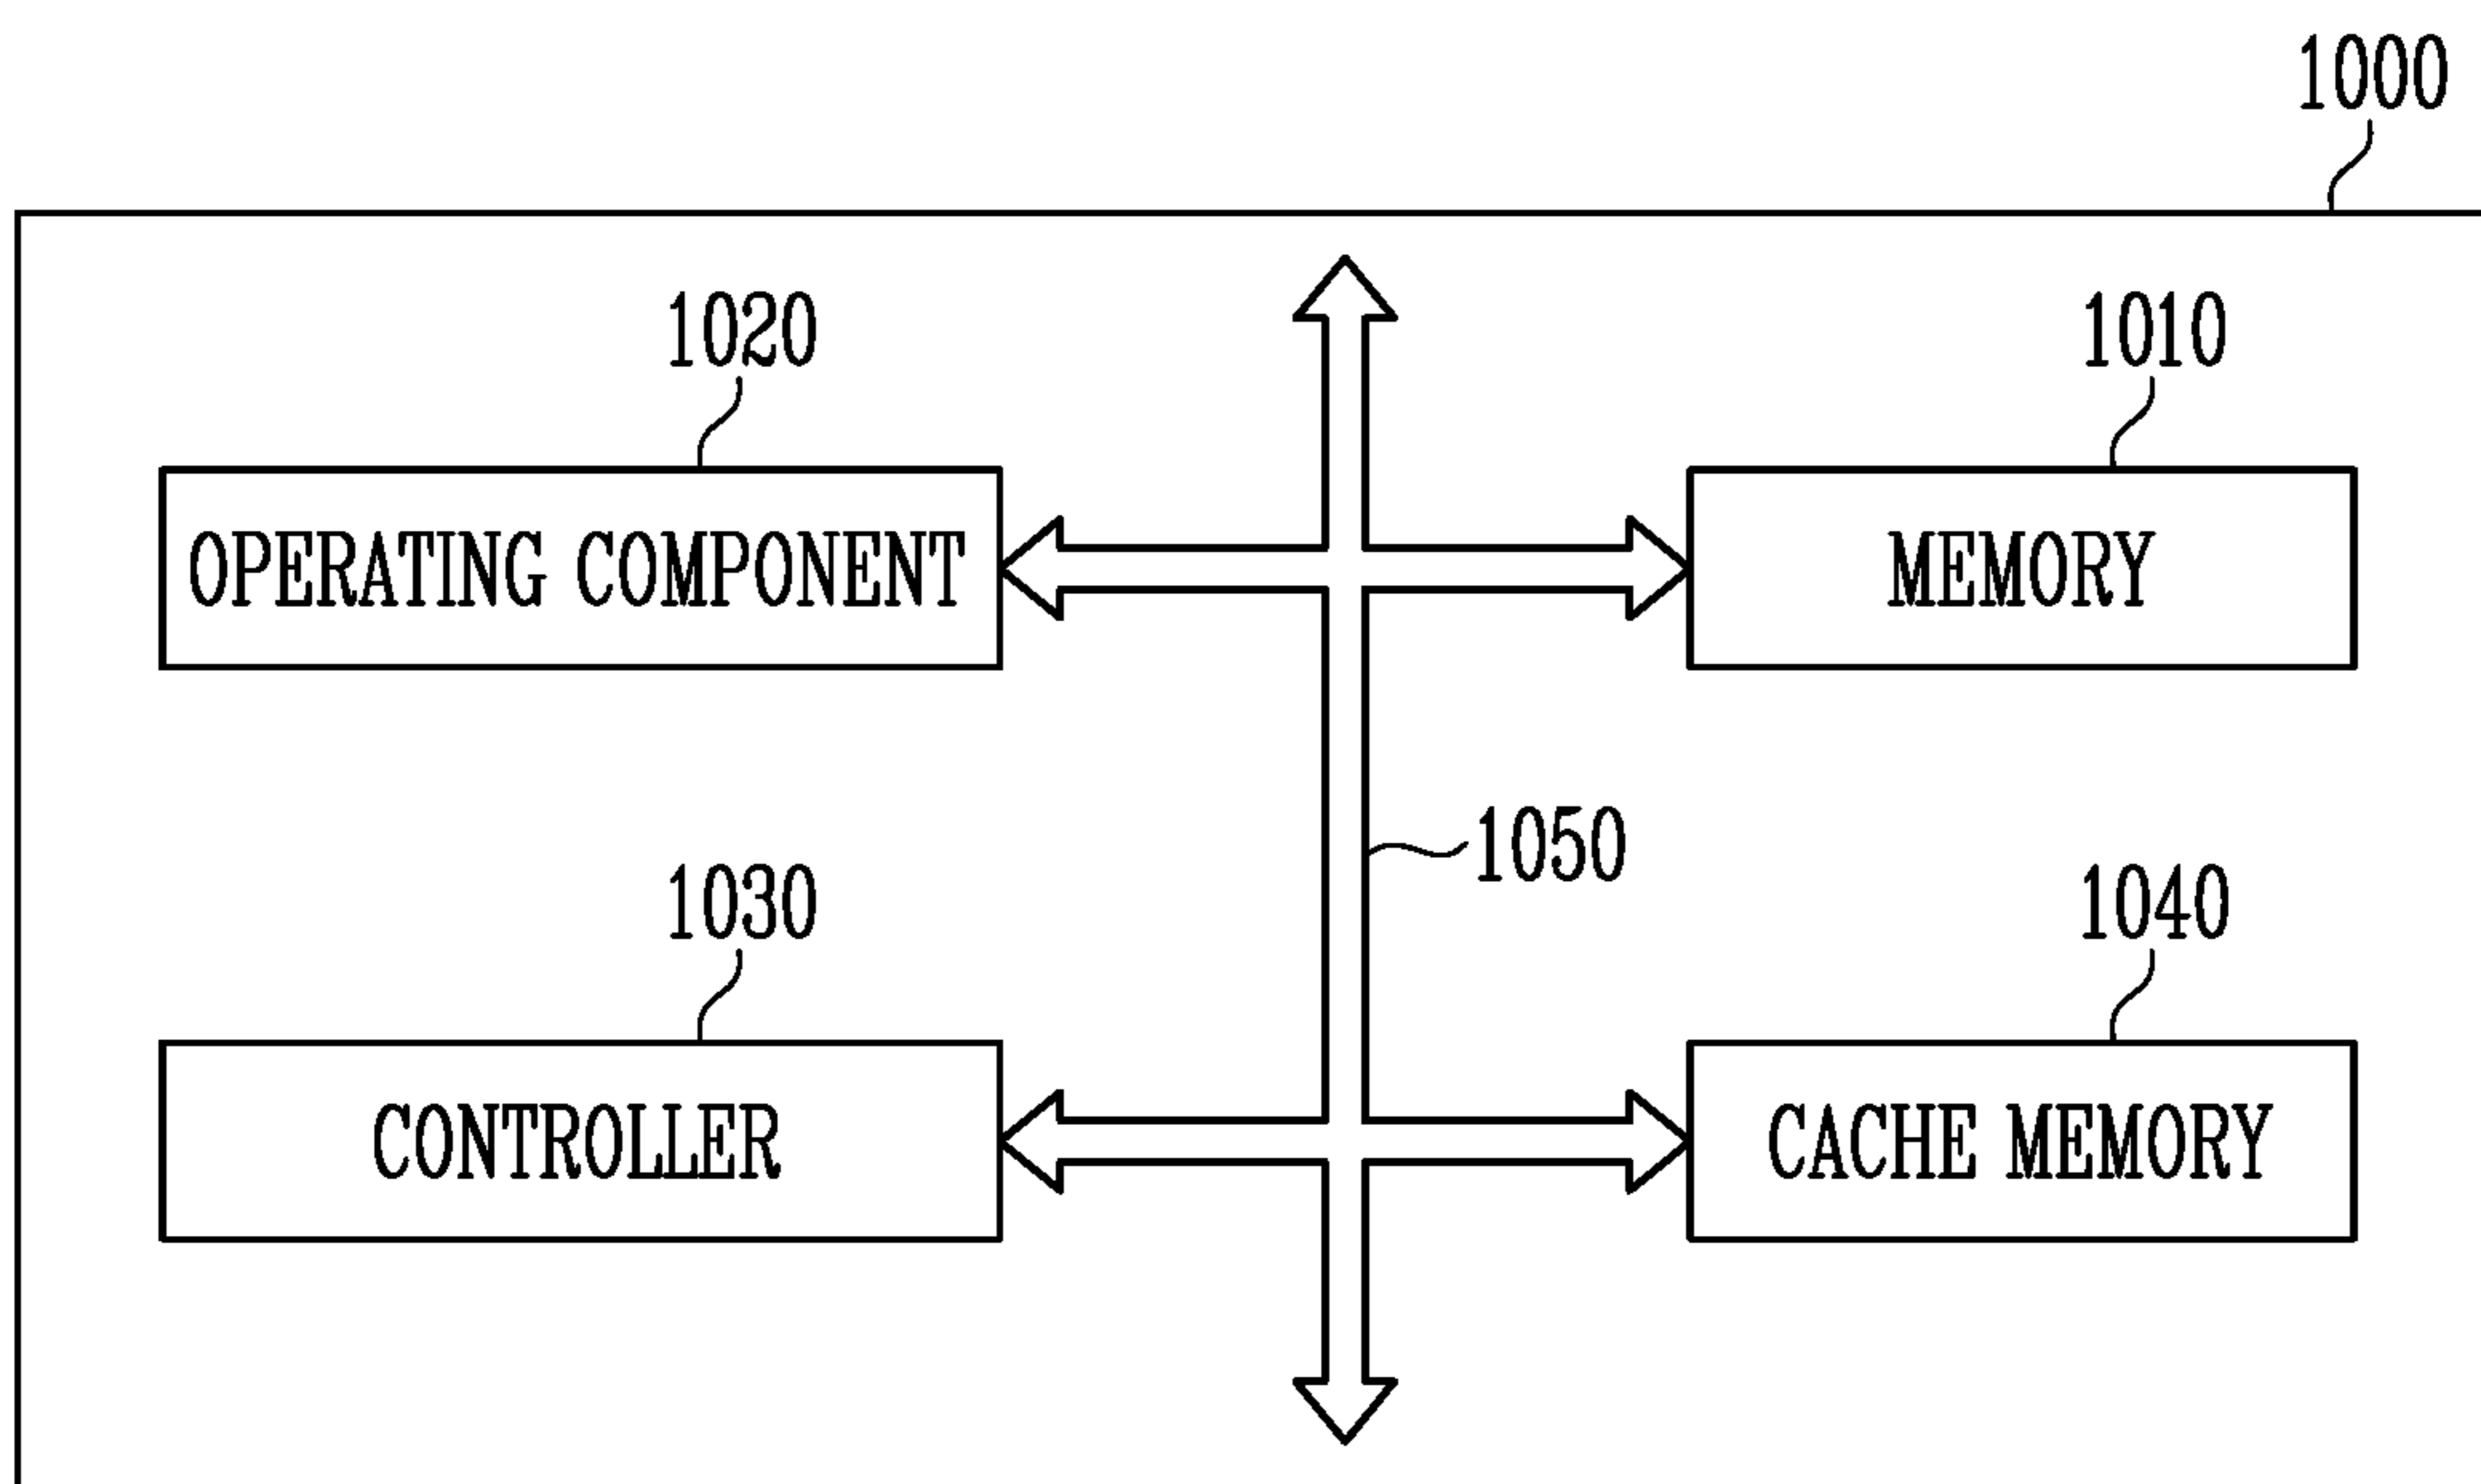 1000
1020
1010
OPERATING COMPONENT
MEMORY
1050
1030
1040
CONTROLLER
CACHE MEMORY